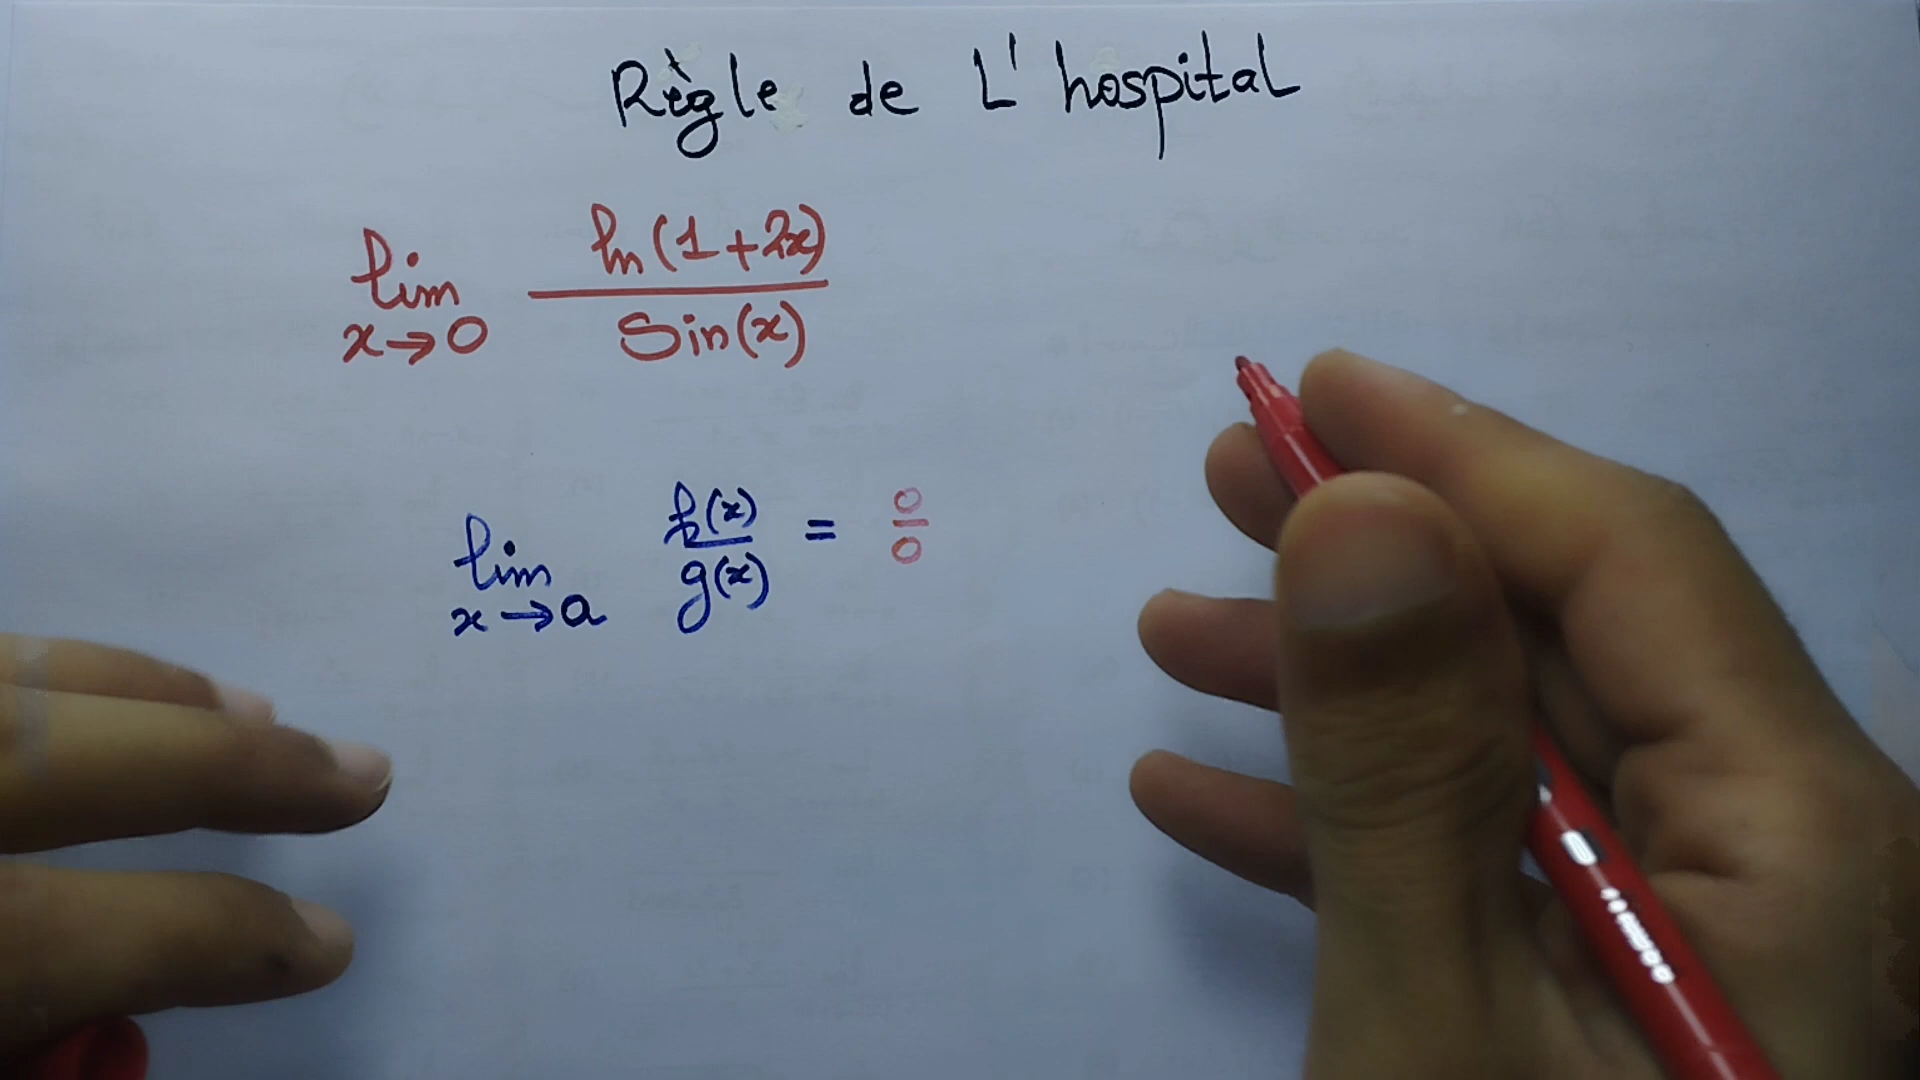 Règle de L'hospital
lim x→0 ln(1+2x) / Sin(x)
lim x→a f(x) / g(x) = 0/0